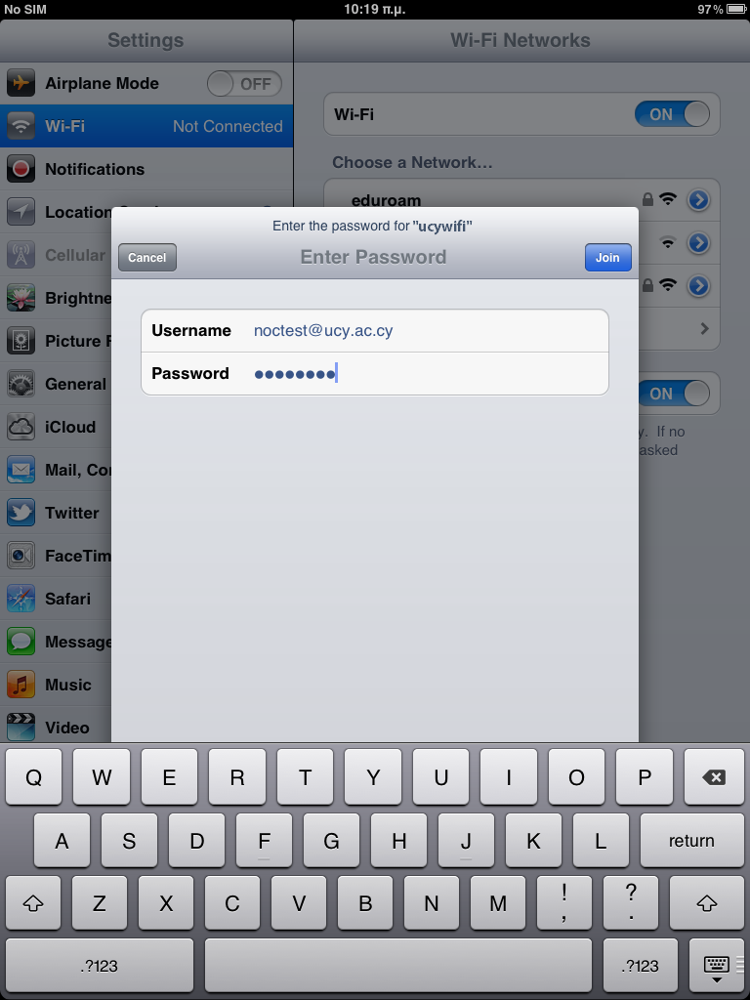 No SIM 10:19 π.μ. 97%
Settings
Wi-Fi Networks
Airplane Mode OFF
Wi-Fi Not Connected
Notifications
Location
Cellular
Brightne
Picture F
General
iCloud
Mail, Co
Twitter
FaceTim
Safari
Message
Music
Video
Wi-Fi ON
Choose a Network...
eduroam
ON
y. If no
asked
Enter the password for "ucywifi"
Cancel Enter Password Join
Username noctest@ucy.ac.cy
Password ••••••••
Q W E R T Y U I O P
A S D F G H J K L return
Z X C V B N M ! , ? .
.?123 .?123